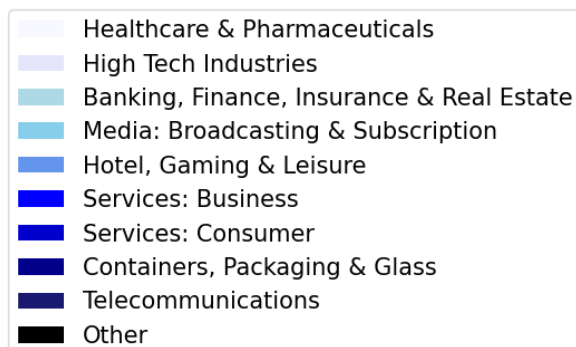 Healthcare & Pharmaceuticals
High Tech Industries
Banking, Finance, Insurance & Real Estate
Media: Broadcasting & Subscription
Hotel, Gaming & Leisure
Services: Business
Services: Consumer
Containers, Packaging & Glass
Telecommunications
Other